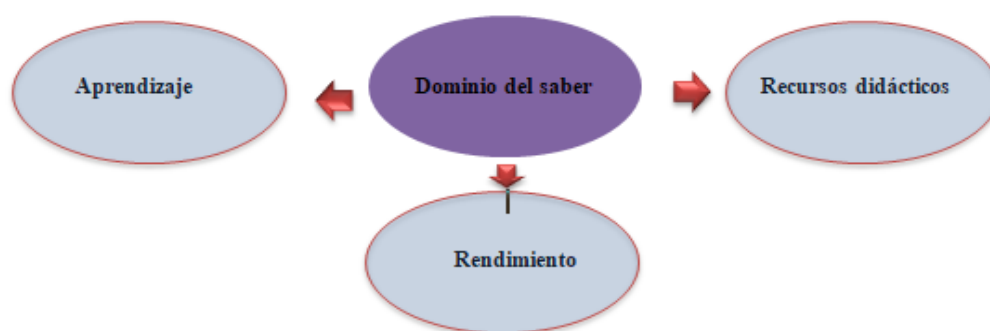 Aprendizaje
Dominio del saber
Recursos didácticos
Rendimiento